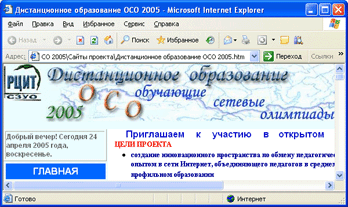 Дистанционное образование ОСО 2005 - Microsoft Internet Explorer
Файл Правка Вид Избранное Сервис Справка
Назад Поиск Избранное
Адрес: СО 2005\Сайты проекта\Дистанционное образование ОСО 2005.htm Переход Ссылки
РЦИТ
СЗУО
Дистанционное образование
ОСО
обучающие
сетевые
2005
олимпиады
Добрый вечер! Сегодня 24
апреля 2005 года,
воскресенье.
ГЛАВНАЯ
Приглашаем к участию в открытом
ЦЕЛИ ПРОЕКТА
создание инновационного пространства по обмену педагогиче
опытом в сети Интернет, объединяющего педагогов в средне
профильном образовании
Готово
Интернет